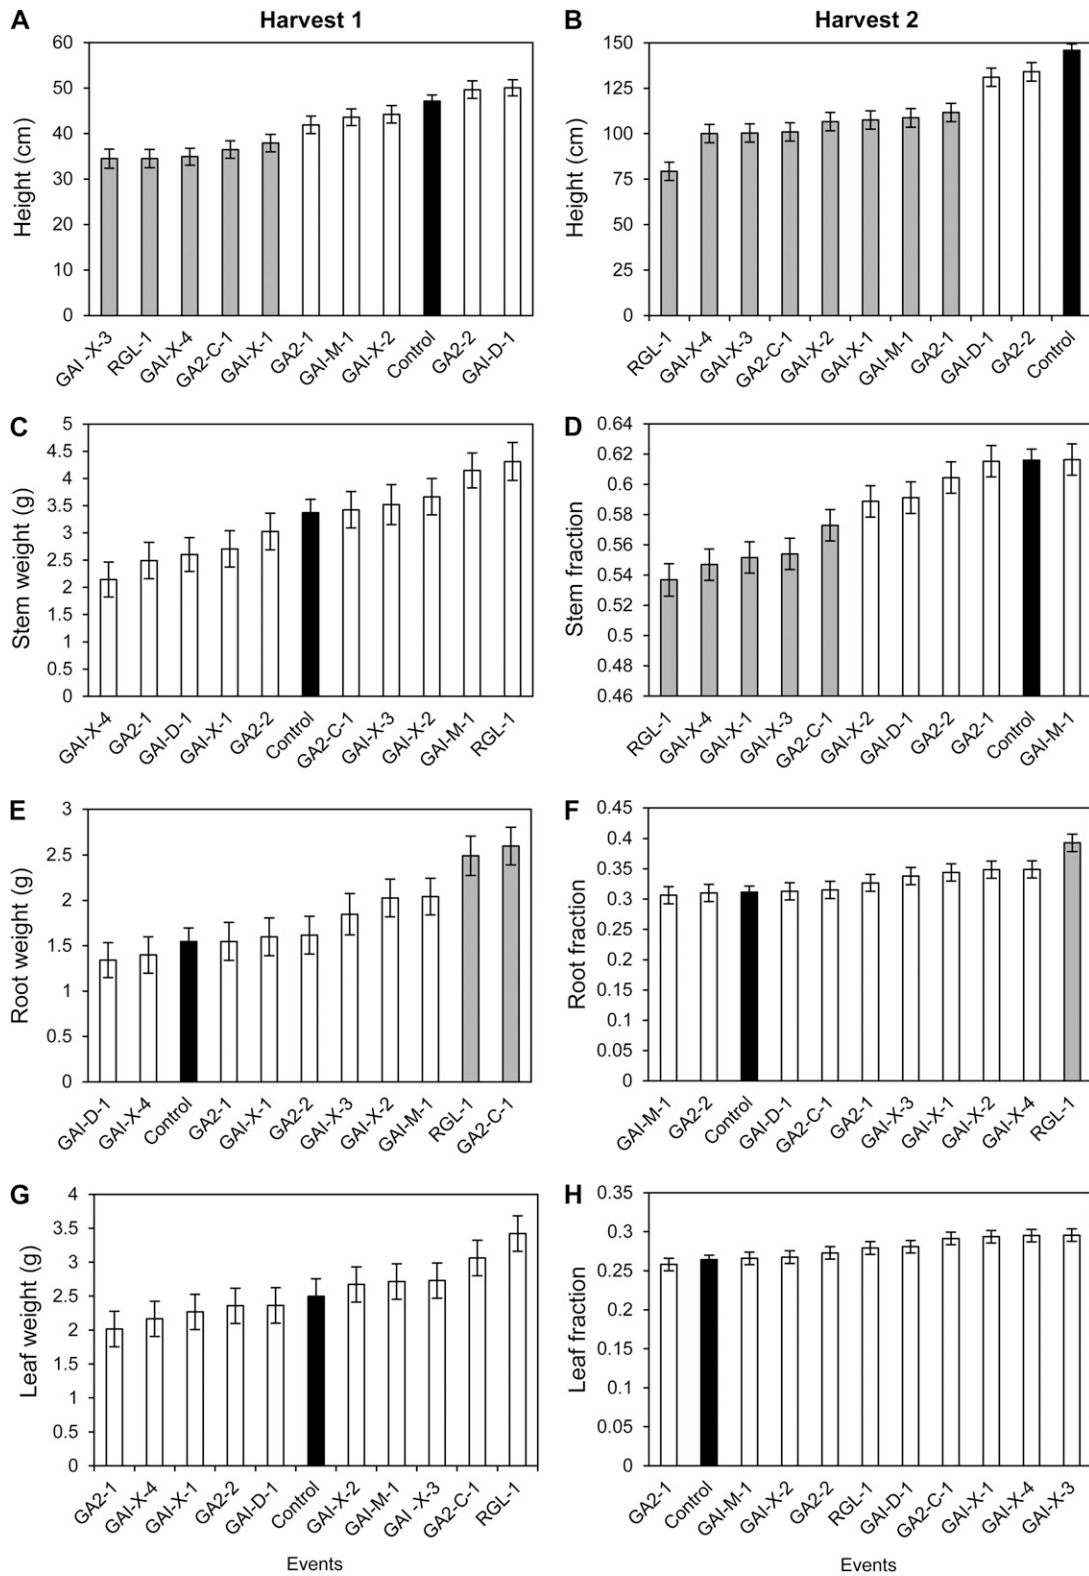 A Harvest 1
Height (cm)
60
50
40
30
20
10
0
GAI -X-3 RGL-1 GAI-X-4 GA2-C-1 GAI-X-1 GA2-1 GAI-M-1 GAI-X-2 Control GA2-2 GAI-D-1
B Harvest 2
Height (cm)
150
125
100
75
50
25
0
RGL-1 GAI-X-4 GAI-X-3 GA2-C-1 GAI-X-2 GAI-X-1 GAI-M-1 GA2-1 GAI-D-1 GA2-2 Control
C
Stem weight (g)
5
4.5
4
3.5
3
2.5
2
1.5
1
0.5
0
GAI-X-4 GA2-1 GAI-D-1 GAI-X-1 GA2-2 Control GA2-C-1 GAI-X-3 GAI-X-2 GAI-M-1 RGL-1
D
Stem fraction
0.64
0.62
0.6
0.58
0.56
0.54
0.52
0.5
0.48
0.46
RGL-1 GAI-X-4 GAI-X-1 GAI-X-3 GA2-C-1 GAI-X-2 GAI-D-1 GA2-2 GA2-1 Control GAI-M-1
E
Root weight (g)
3
2.5
2
1.5
1
0.5
0
GAI-D-1 GAI-X-4 Control GA2-1 GAI-X-1 GA2-2 GAI-X-3 GAI-X-2 GAI-M-1 RGL-1 GA2-C-1
F
Root fraction
0.45
0.4
0.35
0.3
0.25
0.2
0.15
0.1
0.05
0
GAI-M-1 GA2-2 Control GAI-D-1 GA2-C-1 GA2-1 GAI-X-3 GAI-X-1 GAI-X-2 GAI-X-4 RGL-1
G
Leaf weight (g)
4
3.5
3
2.5
2
1.5
1
0.5
0
GA2-1 GAI-X-4 GAI-X-1 GA2-2 GAI-D-1 Control GAI-X-2 GAI-M-1 GAI -X-3 GA2-C-1 RGL-1
Events
H
Leaf fraction
0.35
0.3
0.25
0.2
0.15
0.1
0.05
0
GA2-1 Control GAI-M-1 GAI-X-2 GA2-2 RGL-1 GAI-D-1 GA2-C-1 GAI-X-1 GAI-X-4 GAI-X-3
Events